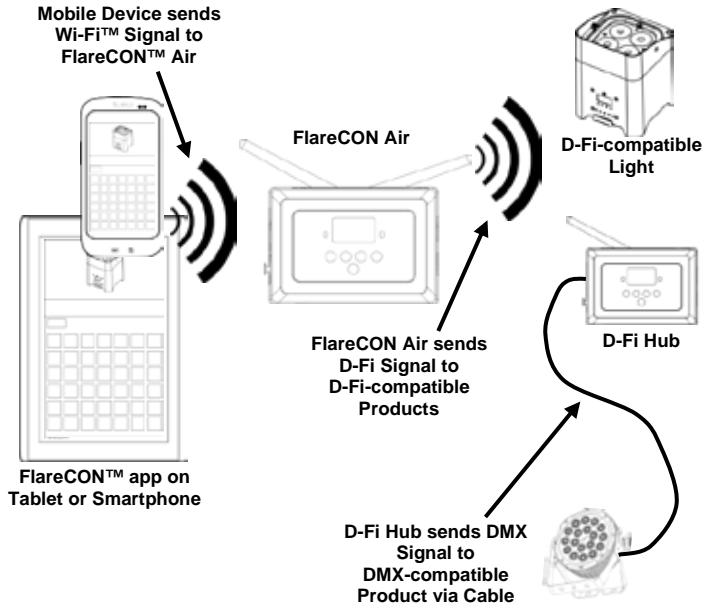 Mobile Device sends
Wi-Fi™ Signal to
FlareCON™ Air
FlareCON Air
D-Fi-compatible
Light
FlareCON Air sends
D-Fi Signal to
D-Fi-compatible
Products
D-Fi Hub
FlareCON™ app on
Tablet or Smartphone
D-Fi Hub sends DMX
Signal to
DMX-compatible
Product via Cable